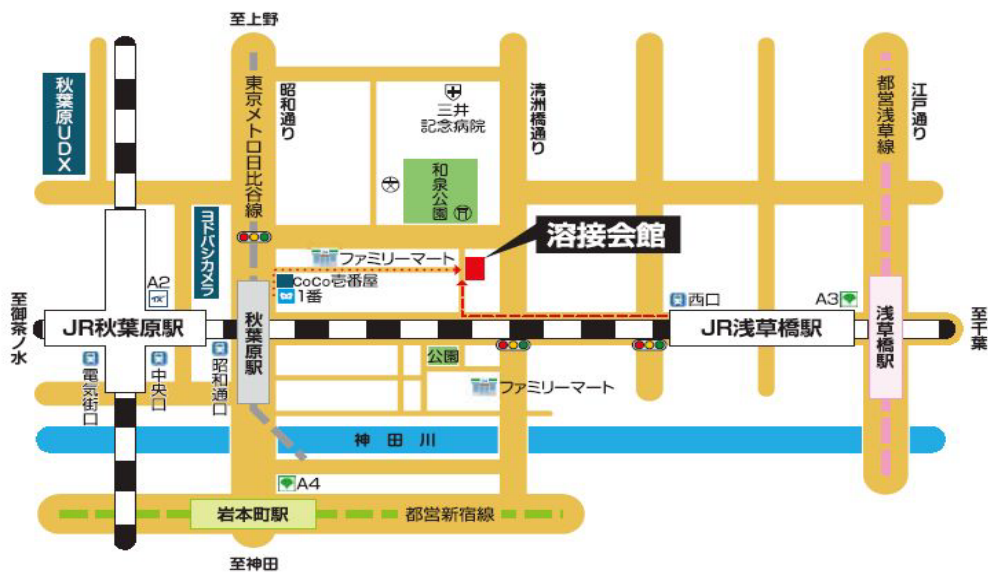 至上野
秋葉原UDX
東京メトロ日比谷線
昭和通り
三井
記念病院
清洲橋通り
都営浅草線
江戸通り
和泉公園
ヨドバシカメラ
溶接会館
ファミリーマート
CoCo壱番屋
1番
A2
TX
西口
A3
至御茶ノ水
JR秋葉原駅
秋葉原駅
JR浅草橋駅
浅草橋駅
至千葉
電気街口
中央口
昭和通口
公園
ファミリーマート
神田川
A4
岩本町駅
都営新宿線
至神田